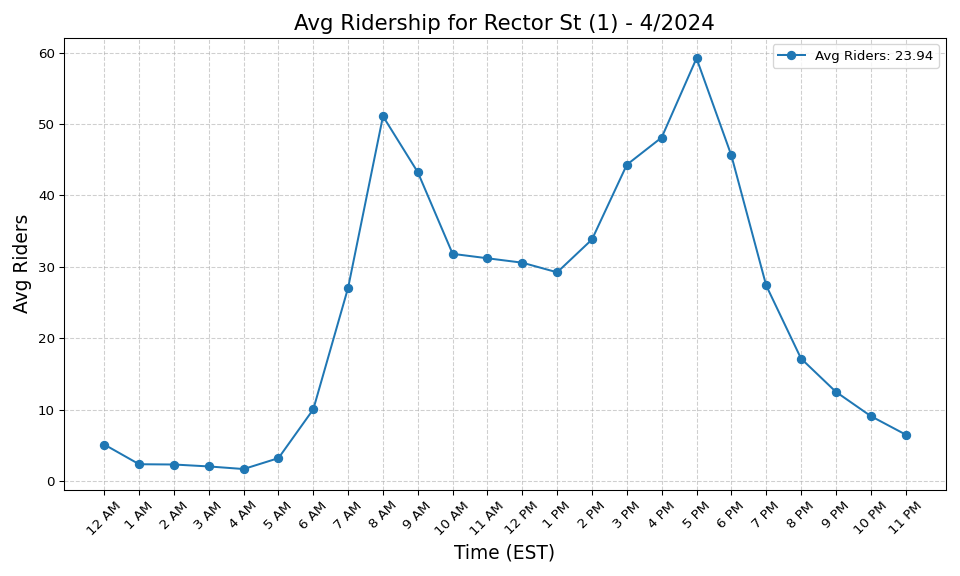 Avg Ridership for Rector St (1) - 4/2024
Avg Riders: 23.94
Avg Riders
60
50
40
30
20
10
0
12 AM
1 AM
2 AM
3 AM
4 AM
5 AM
6 AM
7 AM
8 AM
9 AM
10 AM
11 AM
12 PM
1 PM
2 PM
3 PM
4 PM
5 PM
6 PM
7 PM
8 PM
9 PM
10 PM
11 PM
Time (EST)